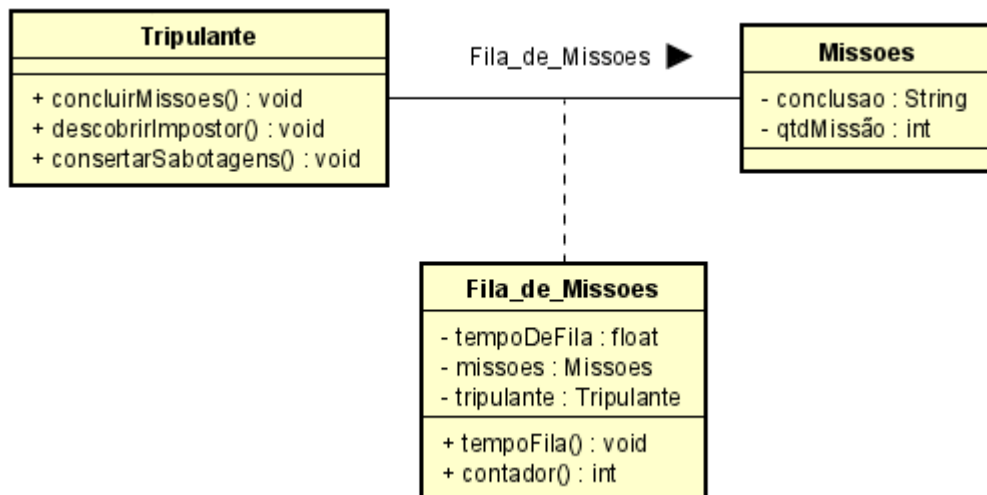 Tripulante
+ concluirMissoes() : void
+ descobrirImpostor() : void
+ consertarSabotagens() : void
Fila_de_Missoes ▶
Missoes
- conclusao : String
- qtdMissão : int
Fila_de_Missoes
- tempoDeFila : float
- missoes : Missoes
- tripulante : Tripulante
+ tempoFila() : void
+ contador() : int